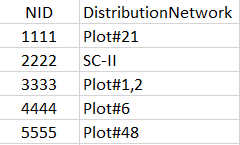 NID DistributionNetwork
1111 Plot#21
2222 SC-II
3333 Plot#1,2
4444 Plot#6
5555 Plot#48